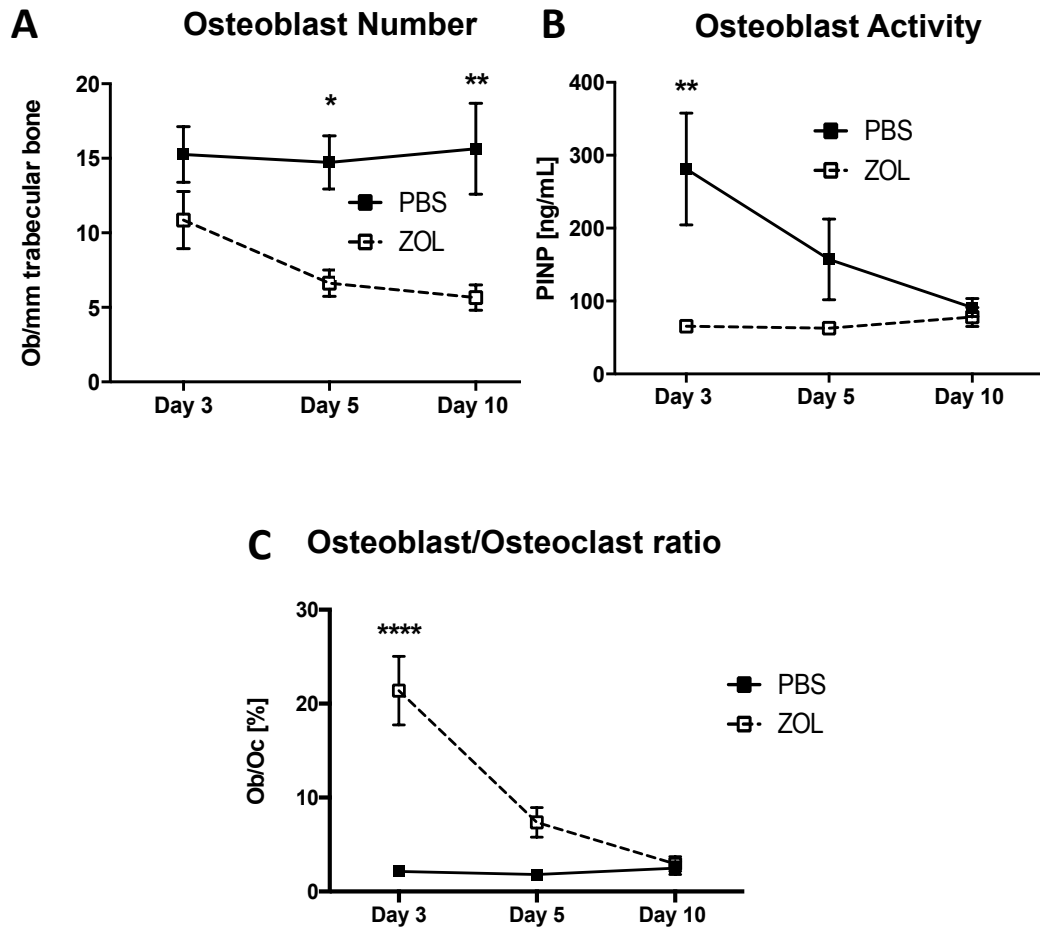 A Osteoblast Number
Ob/mm trabecular bone
20
15
10
5
0
* **
PBS
ZOL
Day 3 Day 5 Day 10
B Osteoblast Activity
PINP [ng/mL]
400
300
200
100
0
**
PBS
ZOL
Day 3 Day 5 Day 10
C Osteoblast/Osteoclast ratio
Ob/Oc [%]
30
20
10
0
****
PBS
ZOL
Day 3 Day 5 Day 10